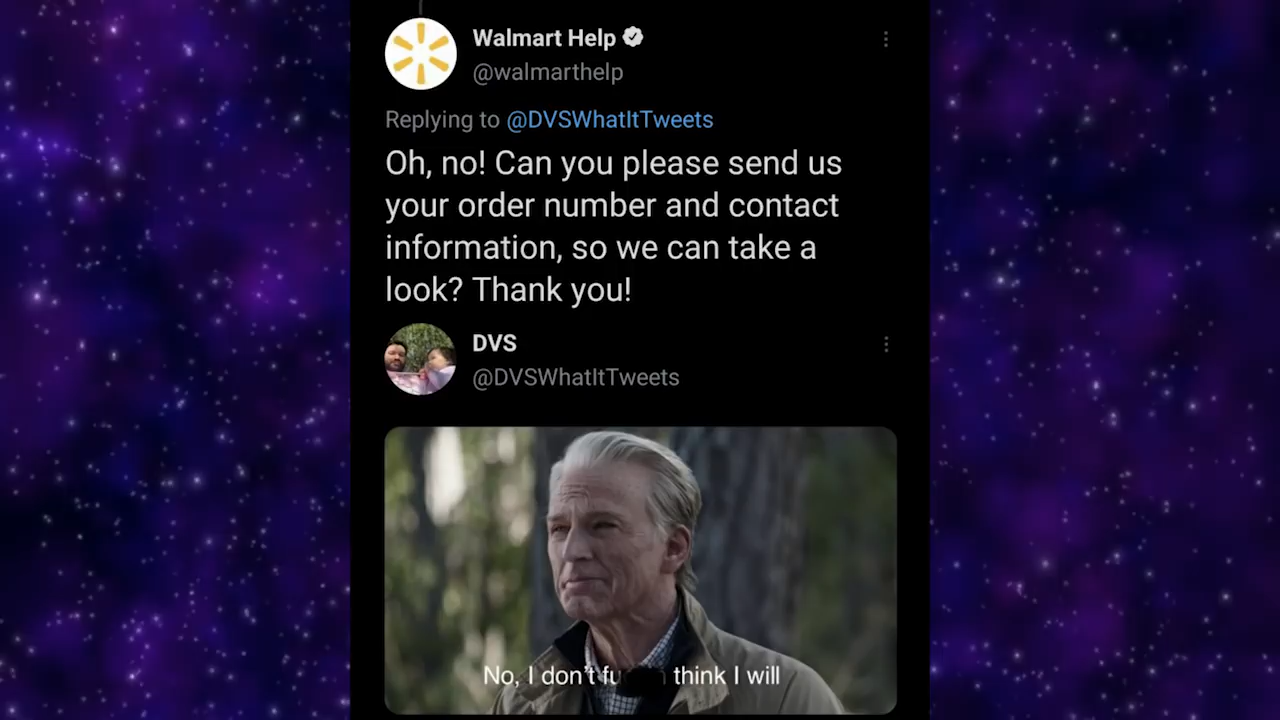 Walmart Help
@walmarthelp
Replying to @DVSWhatItTweets
Oh, no! Can you please send us
your order number and contact
information, so we can take a
look? Thank you!
DVS
@DVSWhatItTweets
No, I don't think I will